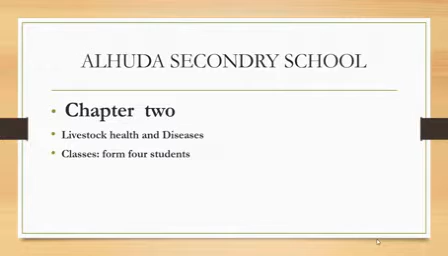 ALHUDA SECONDRY SCHOOL
• Chapter two
• Livestock health and Diseases
• Classes: form four students